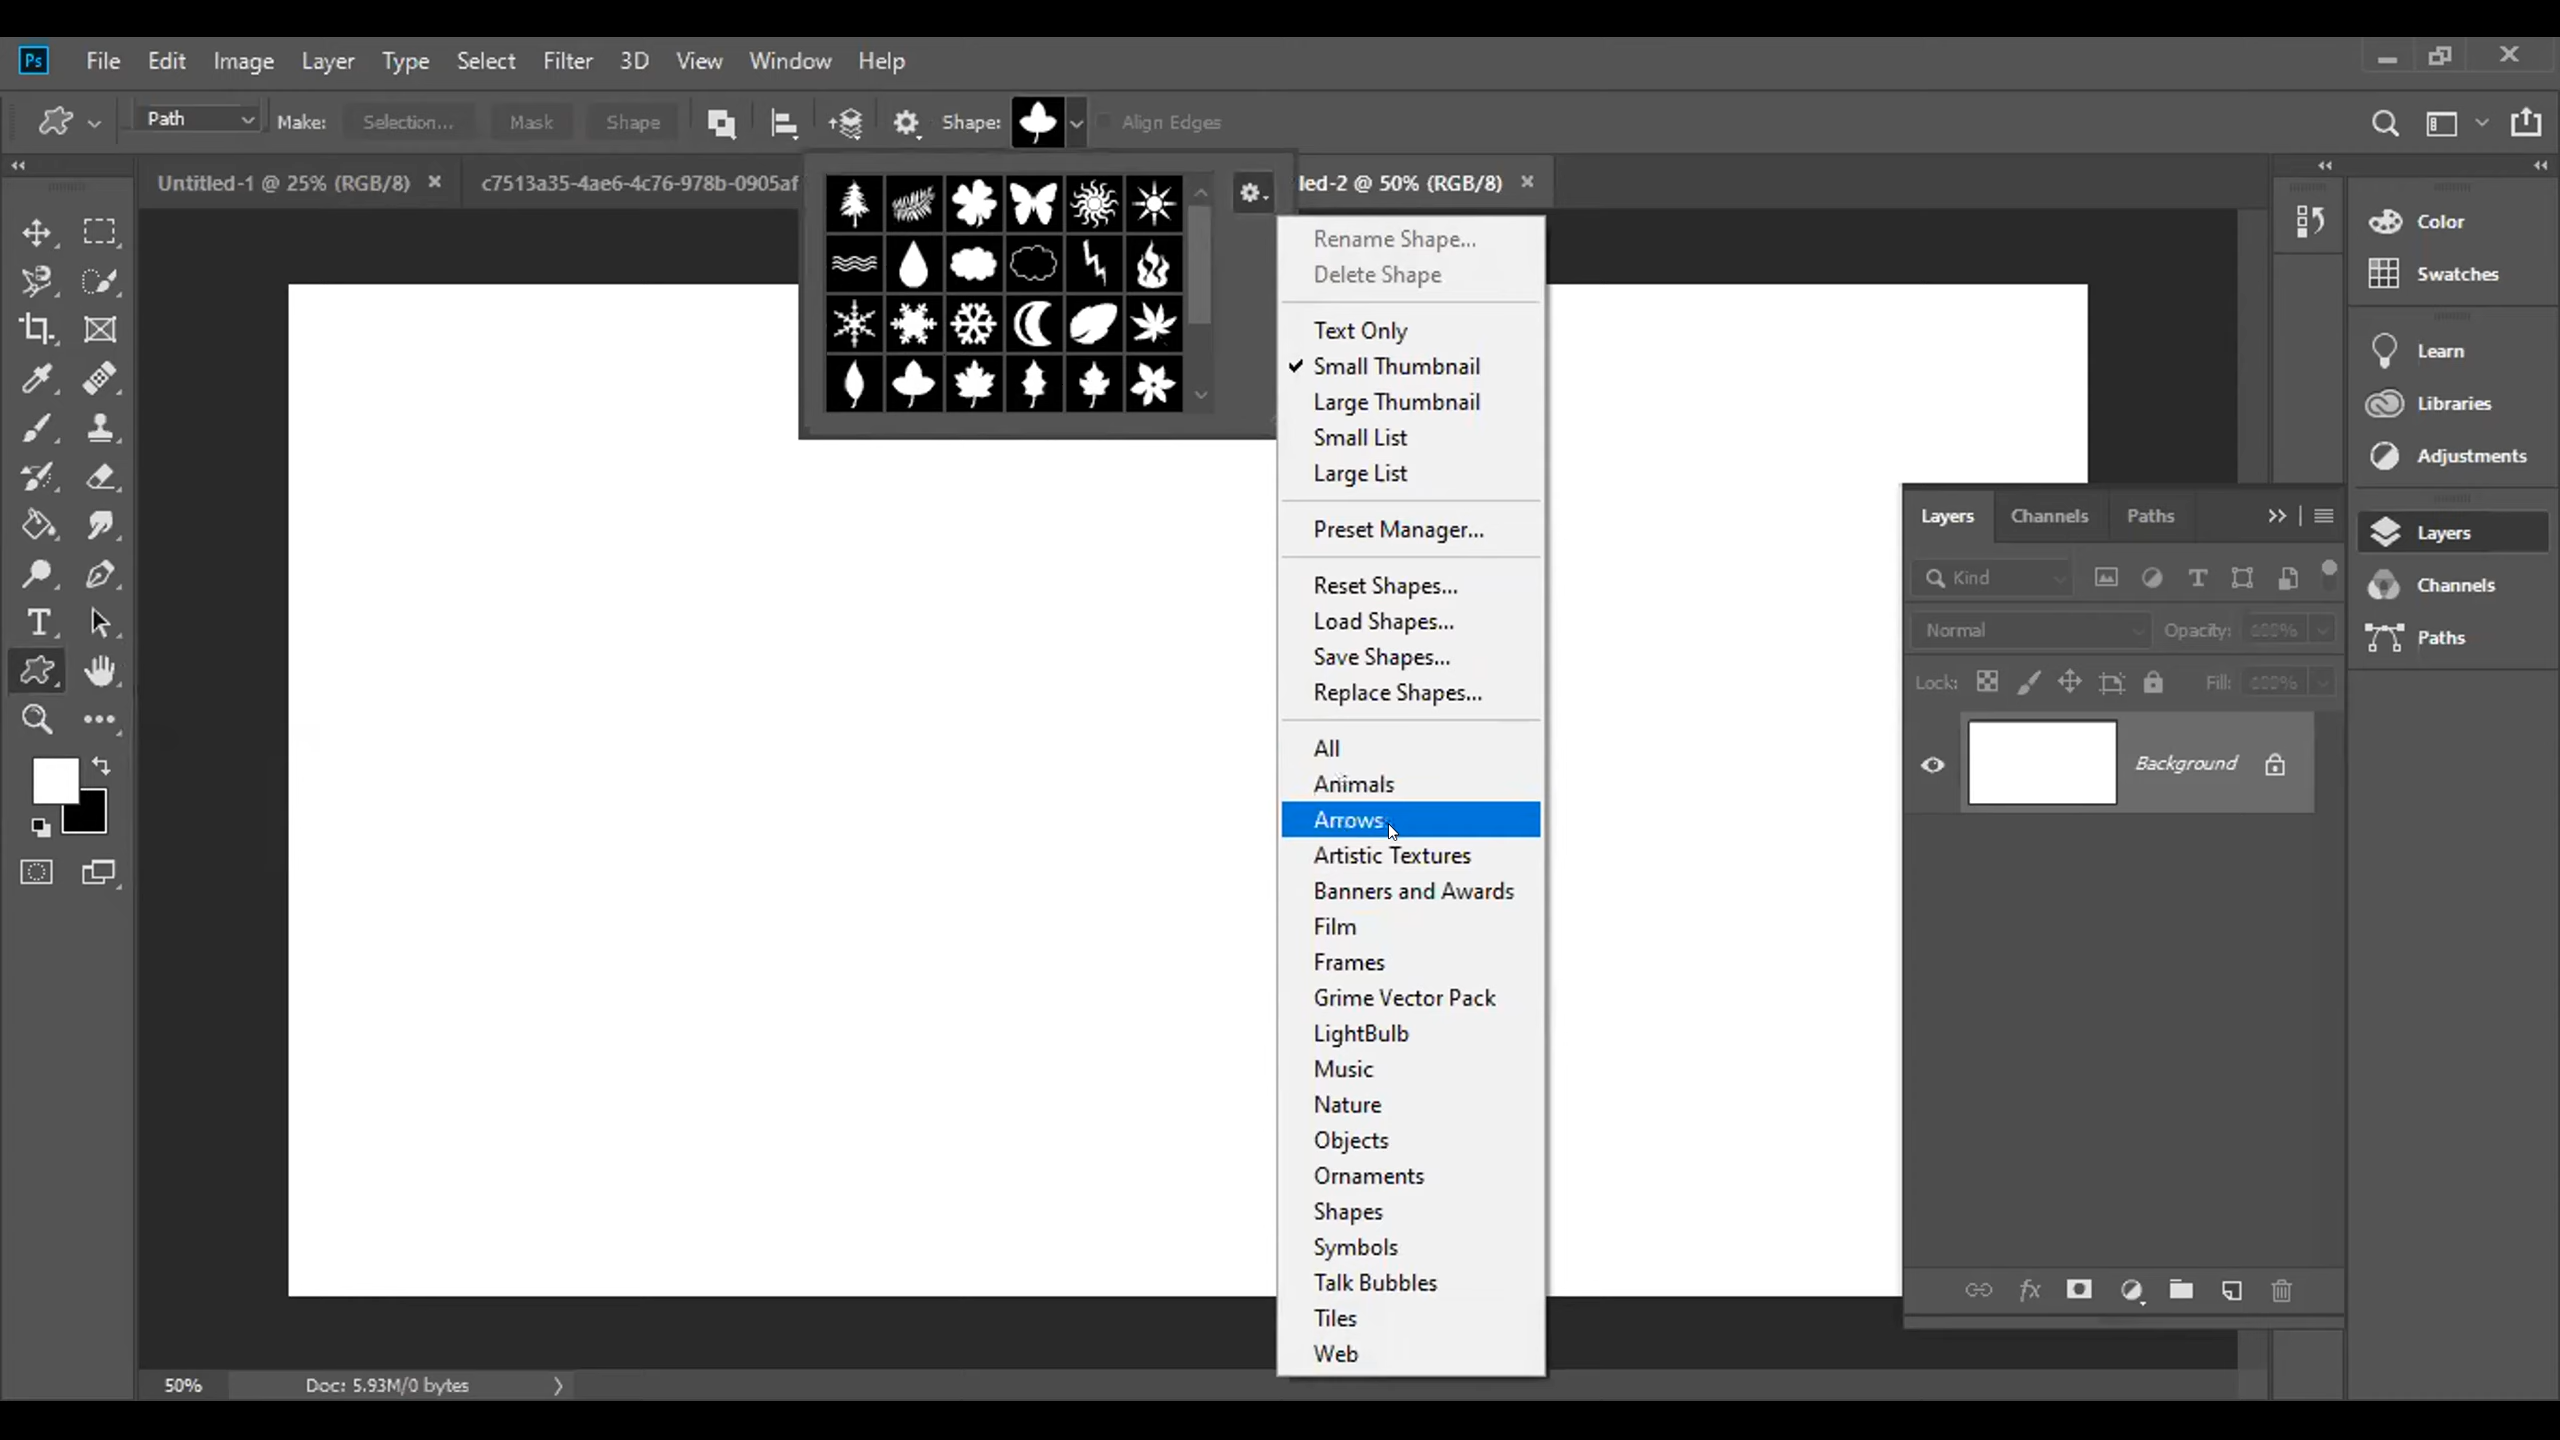 Ps File Edit Image Layer Type Select Filter 3D View Window Help
Path Make: Selection... Mask Shape Shape: Align Edges
Untitled-1 @ 25% (RGB/8) c7513a35-4ae6-4c76-978b-0905af led-2 @ 50% (RGB/8)
Rename Shape...
Delete Shape
Text Only
Small Thumbnail
Large Thumbnail
Small List
Large List
Preset Manager...
Reset Shapes...
Load Shapes...
Save Shapes...
Replace Shapes...
All
Animals
Arrows
Artistic Textures
Banners and Awards
Film
Frames
Grime Vector Pack
LightBulb
Music
Nature
Objects
Ornaments
Shapes
Symbols
Talk Bubbles
Tiles
Web
Color
Swatches
Learn
Libraries
Adjustments
Layers
Channels
Paths
Layers Channels Paths
Kind
Normal Opacity:
Lock: Fill:
Background
50% Doc: 5.93M/0 bytes